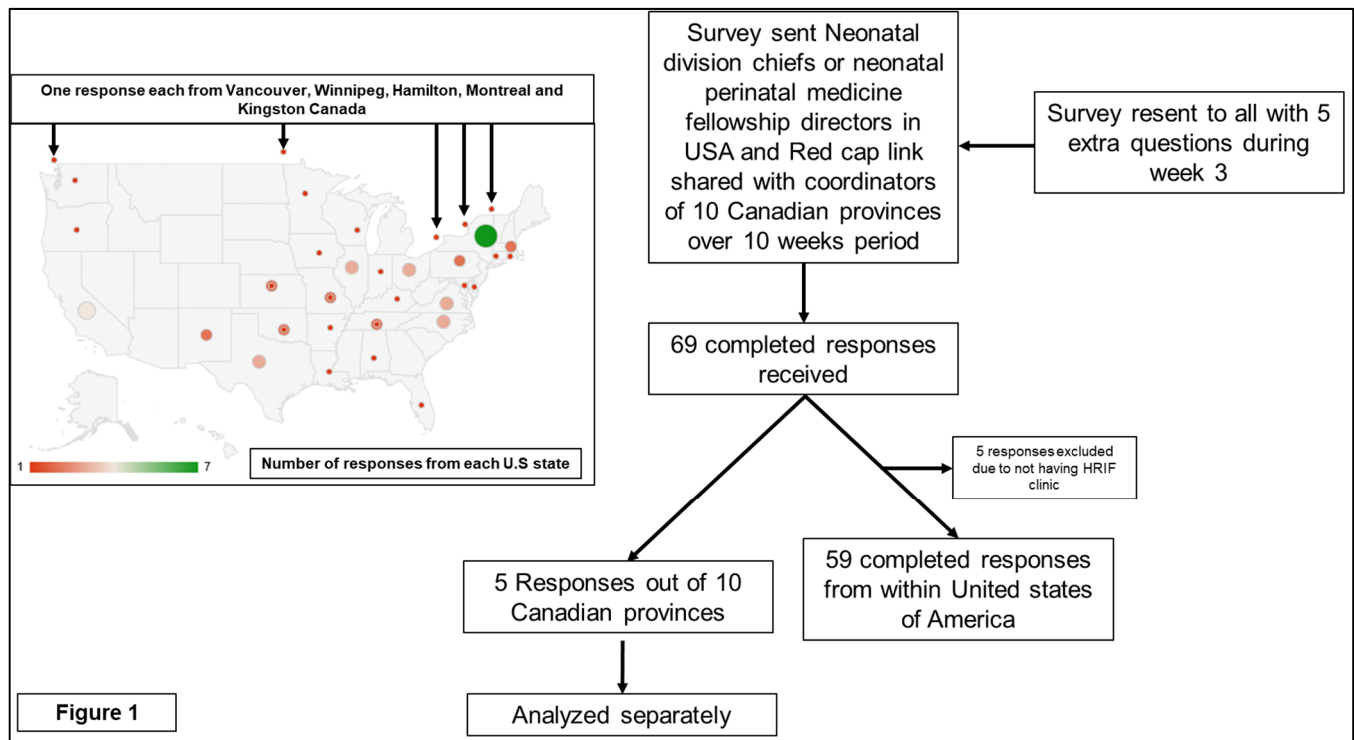 One response each from Vancouver, Winnipeg, Hamilton, Montreal and
Kingston Canada
1
7
Number of responses from each U.S state
Survey sent Neonatal
division chiefs or neonatal
perinatal medicine
fellowship directors in
USA and Red cap link
shared with coordinators
of 10 Canadian provinces
over 10 weeks period
Survey resent to all with 5
extra questions during
week 3
69 completed responses
received
5 responses excluded
due to not having HRIF
clinic
5 Responses out of 10
Canadian provinces
59 completed responses
from within United states
of America
Analyzed separately
Figure 1